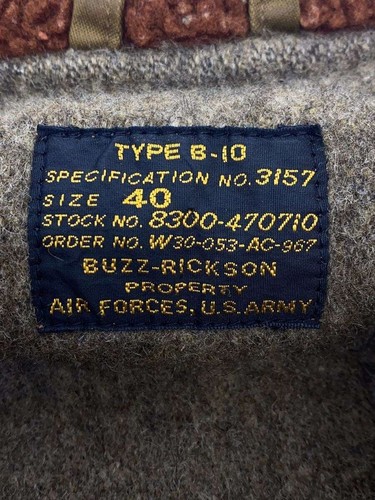 TYPE B-10
SPECIFICATION NO. 3157
SIZE 40
STOCK NO. 8300-470710
ORDER NO. W30-053-AC-967
BUZZ-RICKSON
PROPERTY
AIR FORCES, U.S. ARMY